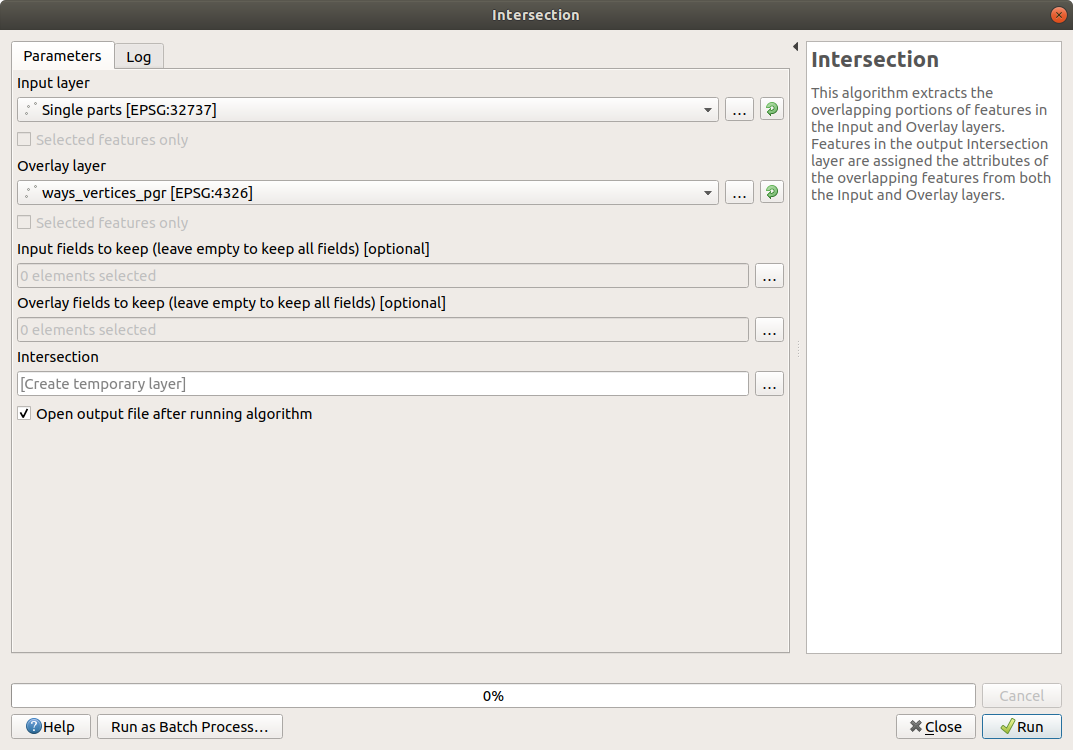 Intersection
Parameters
Log
Input layer
Single parts [EPSG:32737]
...
Selected features only
Overlay layer
ways_vertices_pgr [EPSG:4326]
...
Selected features only
Input fields to keep (leave empty to keep all fields) [optional]
0 elements selected
...
Overlay fields to keep (leave empty to keep all fields) [optional]
0 elements selected
...
Intersection
[Create temporary layer]
...
Open output file after running algorithm
Intersection
This algorithm extracts the
overlapping portions of features in
the Input and Overlay layers.
Features in the output Intersection
layer are assigned the attributes of
the overlapping features from both
the Input and Overlay layers.
0%
Cancel
Help
Run as Batch Process...
Close
Run